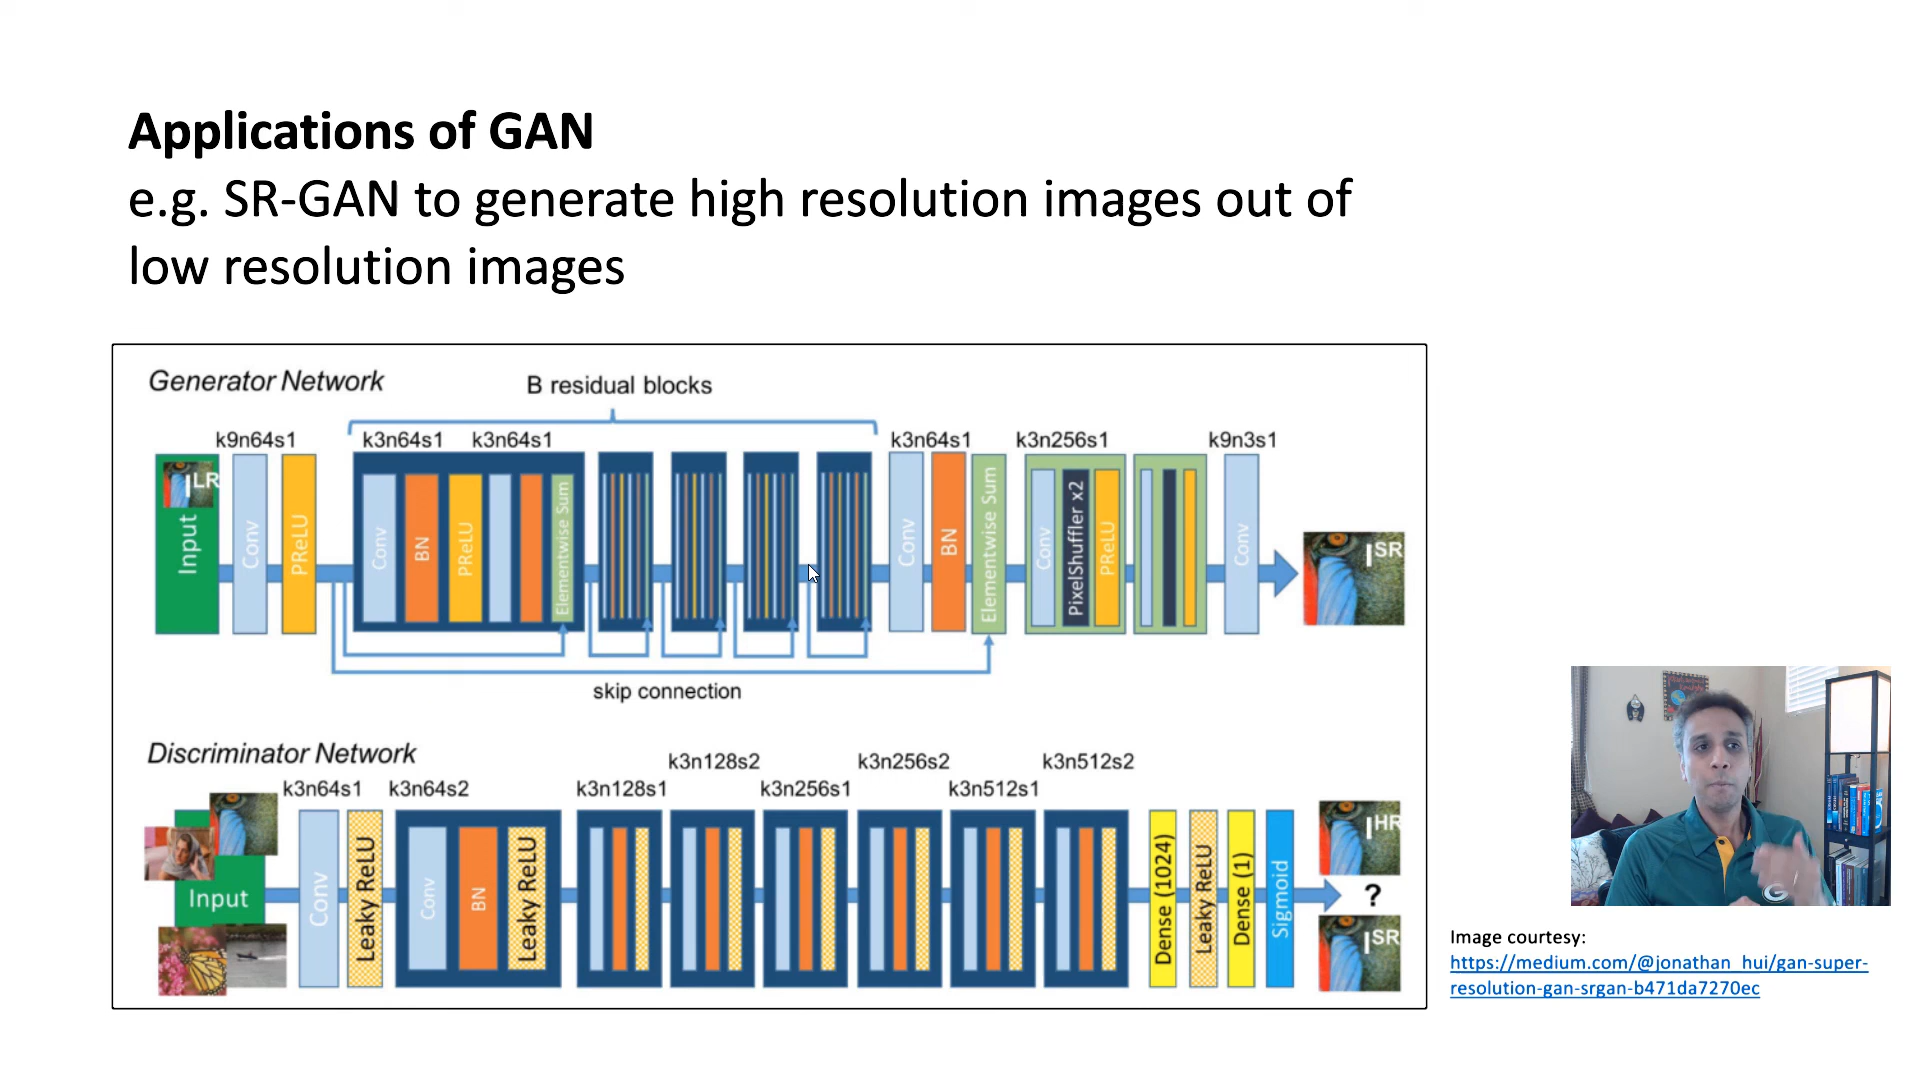 Applications of GAN
e.g. SR-GAN to generate high resolution images out of
low resolution images
Generator Network
B residual blocks
k9n64s1
k3n64s1
k3n64s1
k3n64s1
k3n256s1
k9n3s1
I LR
Input
Conv
PReLU
Conv
BN
PReLU
Elementwise Sum
Conv
BN
Elementwise Sum
Conv
PixelShuffler x2
PReLU
Conv
I SR
skip connection
Discriminator Network
k3n128s2
k3n256s2
k3n512s2
k3n64s1
k3n64s2
k3n128s1
k3n256s1
k3n512s1
Input
Conv
Leaky ReLU
Conv
BN
Leaky ReLU
Dense (1024)
Leaky ReLU
Dense (1)
Sigmoid
I HR
?
I SR
G
Image courtesy:
https://medium.com/@jonathan_hui/gan-super-
resolution-gan-srgan-b471da7270ec